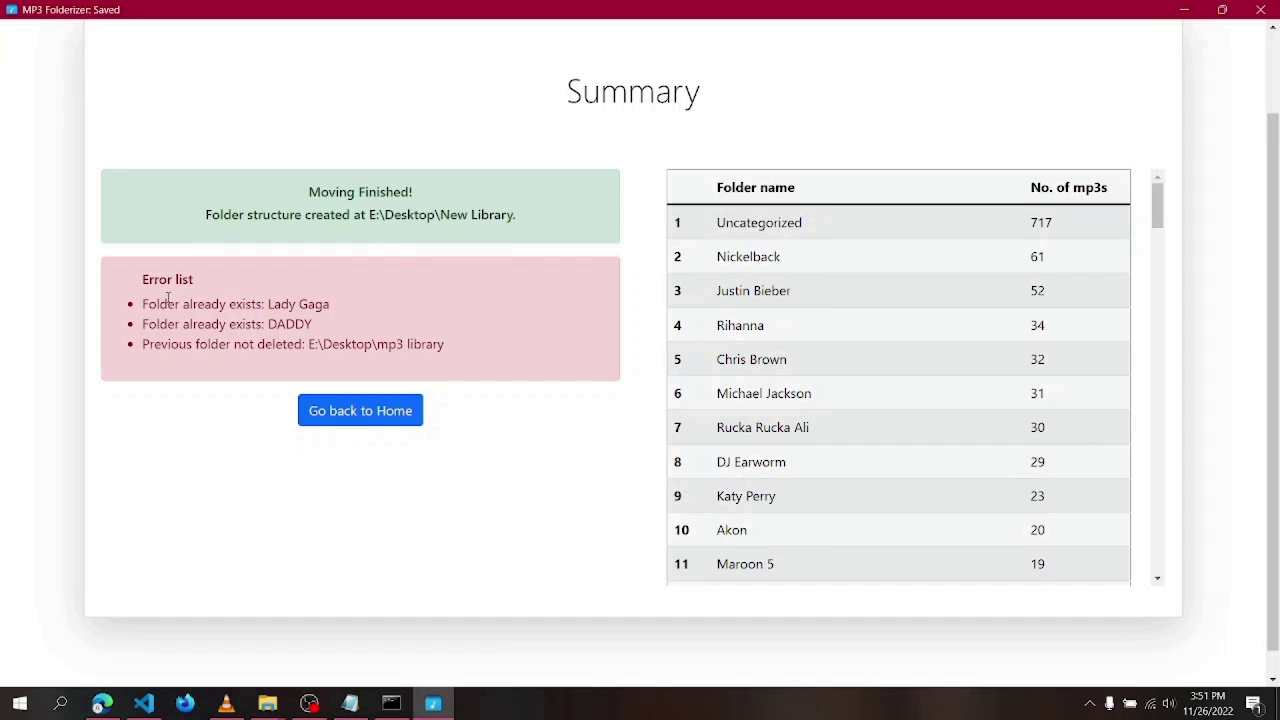 MP3 Folderizer: Saved
Summary
Moving Finished!
Folder structure created at E:\Desktop\New Library.
Error list
Folder already exists: Lady Gaga
Folder already exists: DADDY
Previous folder not deleted: E:\Desktop\mp3 library
Go back to Home
Folder name No. of mp3s
1 Uncategorized 717
2 Nickelback 61
3 Justin Bieber 52
4 Rihanna 34
5 Chris Brown 32
6 Michael Jackson 31
7 Rucka Rucka Ali 30
8 DJ Earworm 29
9 Katy Perry 23
10 Akon 20
11 Maroon 5 19
3:51 PM
11/26/2022
1